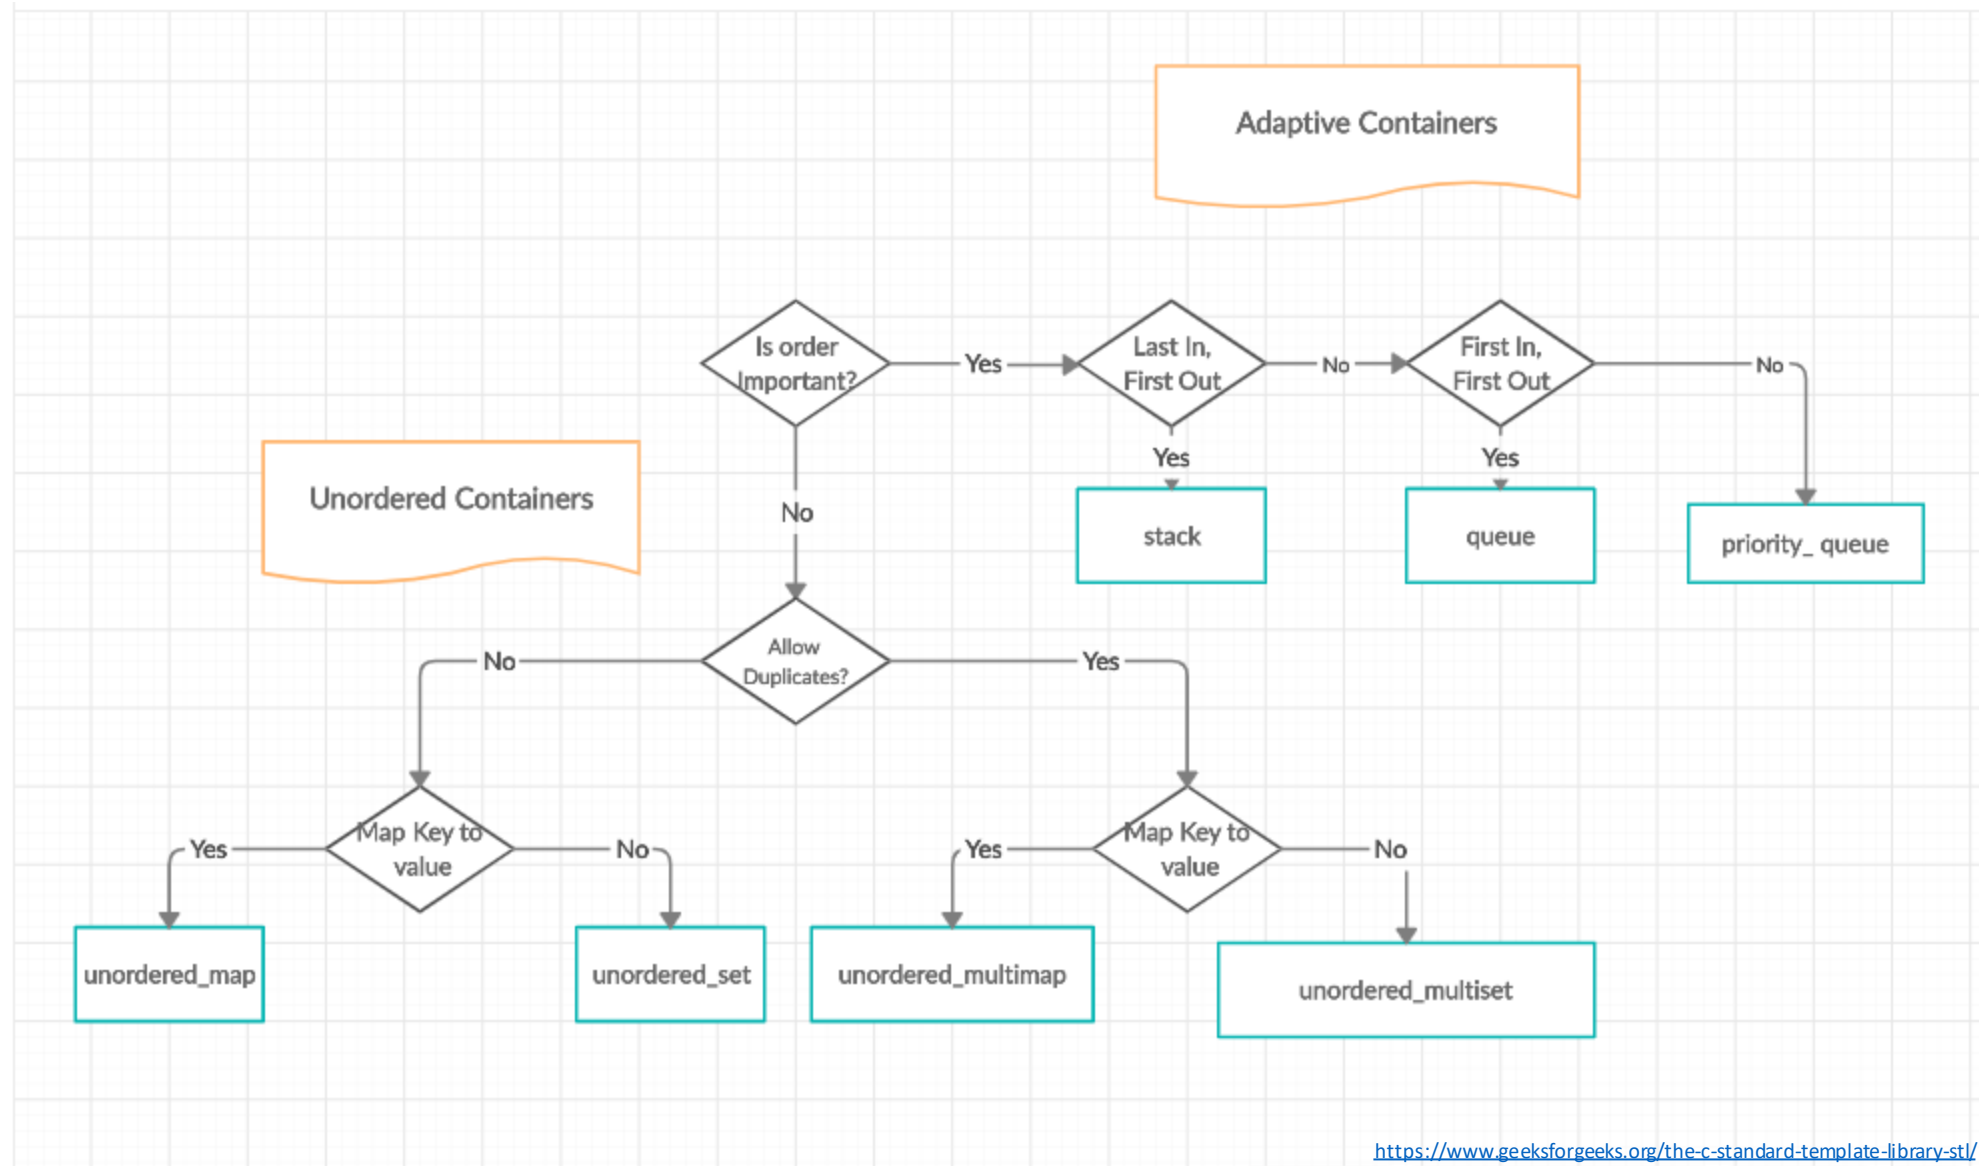 Adaptive Containers
Is order
Important?
Yes
Last In,
First Out
No
First In,
First Out
No
Yes
Yes
Unordered Containers
No
stack
queue
priority_ queue
No
Allow
Duplicates?
Yes
Yes
Map Key to
value
No
Yes
Map Key to
value
No
unordered_map
unordered_set
unordered_multimap
unordered_multiset
https://www.geeksforgeeks.org/the-c-standard-template-library-stl/